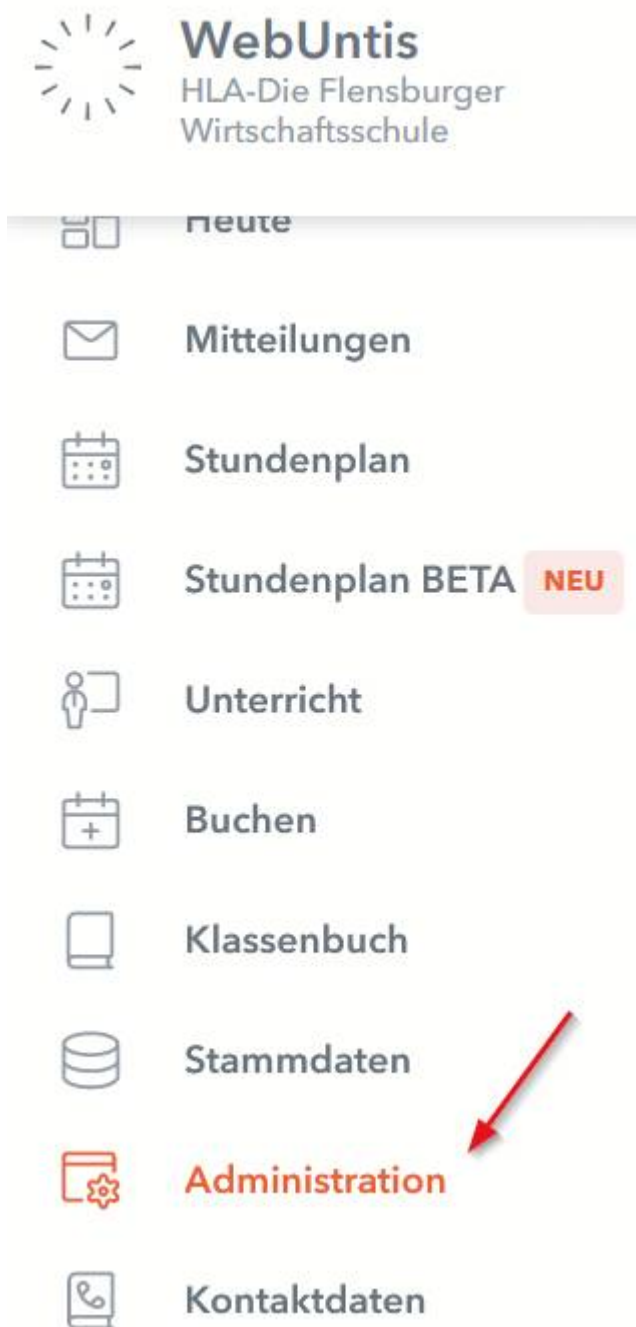 WebUntis
HLA-Die Flensburger
Wirtschaftsschule
Heute
Mitteilungen
Stundenplan
Stundenplan BETA NEU
Unterricht
Buchen
Klassenbuch
Stammdaten
Administration
Kontaktdaten